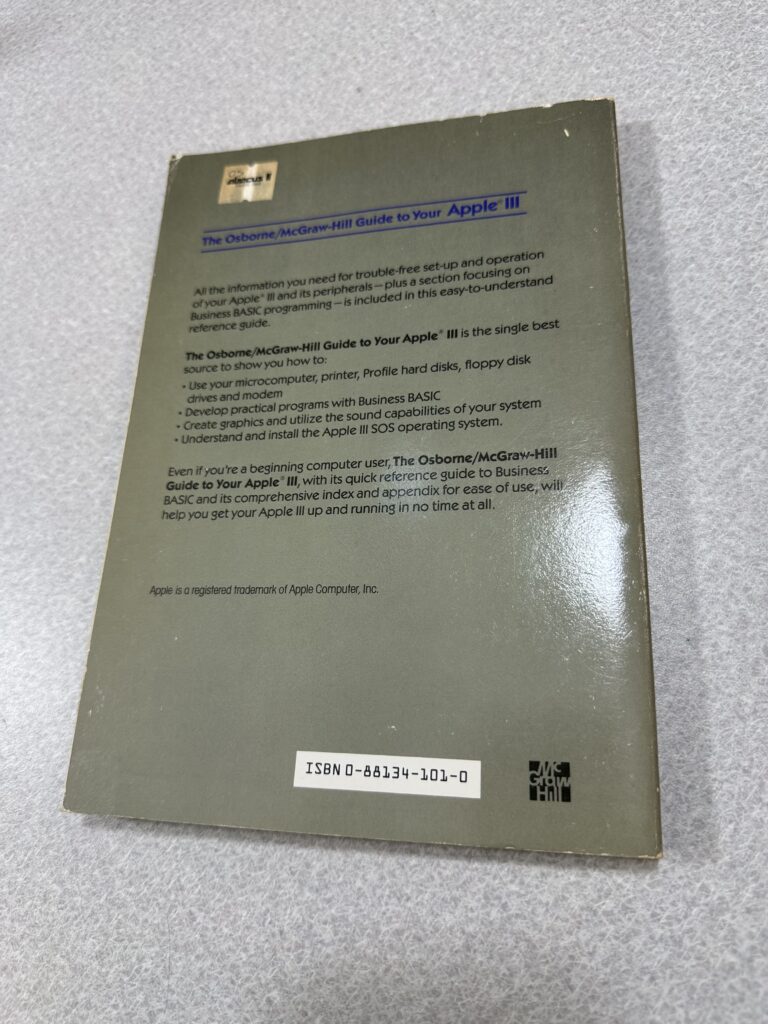 abacus II
The Osborne/McGraw-Hill Guide to Your Apple® III
All the information you need for trouble-free set-up and operation
of your Apple® III and its peripherals—plus a section focusing on
Business BASIC programming—is included in this easy-to-understand
reference guide.
The Osborne/McGraw-Hill Guide to Your Apple® III is the single best
source to show you how to:
• Use your microcomputer, printer, Profile hard disks, floppy disk
drives and modem
• Develop practical programs with Business BASIC
• Create graphics and utilize the sound capabilities of your system
• Understand and install the Apple III SOS operating system.
Even if you're a beginning computer user, The Osborne/McGraw-Hill
Guide to Your Apple® III, with its quick reference guide to Business
BASIC and its comprehensive index and appendix for ease of use, will
help you get your Apple III up and running in no time at all.
Apple is a registered trademark of Apple Computer, Inc.
ISBN 0-88134-101-0
Mc
Graw
Hill